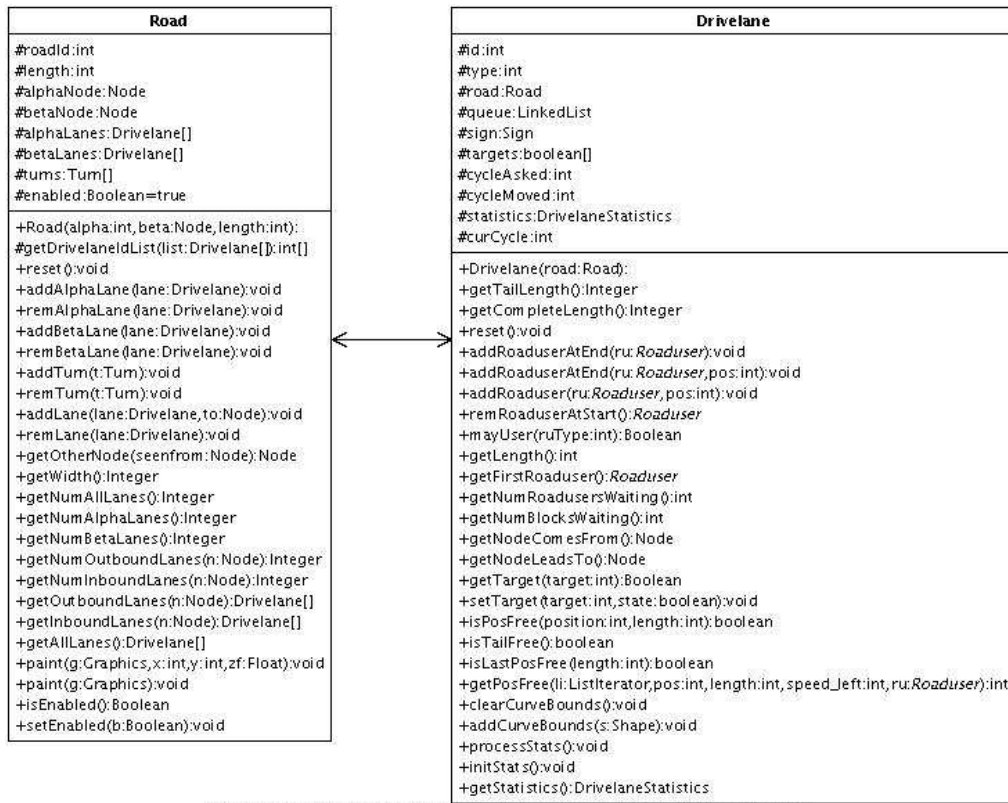 Road
#roadId:int
#length:int
#alphaNode:Node
#betaNode:Node
#alphaLanes:Drivelane[]
#betaLanes:Drivelane[]
#turns:Turn[]
#enabled:Boolean=true
+Road(alpha:int,beta:Node,length:int):
#getDrivelaneIdList(list:Drivelane[]):int[]
+reset():void
+addAlphaLane(lane:Drivelane):void
+remAlphaLane(lane:Drivelane):void
+addBetaLane(lane:Drivelane):void
+remBetaLane(lane:Drivelane):void
+addTurn(t:Turn):void
+remTurn(t:Turn):void
+addLane(lane:Drivelane,to:Node):void
+remLane(lane:Drivelane):void
+getOtherNode(seenfrom:Node):Node
+getWidth():Integer
+getNumAllLanes():Integer
+getNumAlphaLanes():Integer
+getNumBetaLanes():Integer
+getNumOutboundLanes(n:Node):Integer
+getNumInboundLanes(n:Node):Integer
+getOutboundLanes(n:Node):Drivelane[]
+getInboundLanes(n:Node):Drivelane[]
+getAllLanes():Drivelane[]
+paint(g:Graphics,x:int,y:int,zf:Float):void
+paint(g:Graphics):void
+isEnabled():Boolean
+setEnabled(b:Boolean):void
Drivelane
#id:int
#type:int
#road:Road
#queue:LinkedList
#sign:Sign
#targets:boolean[]
#cycleAsked:int
#cycleMoved:int
#statistics:DrivelaneStatistics
#curCycle:int
+Drivelane(road:Road):
+getTailLength():Integer
+getCompleteLength():Integer
+reset():void
+addRoaduserAtEnd(ru:Roaduser):void
+addRoaduserAtEnd(ru:Roaduser,pos:int):void
+addRoaduser(ru:Roaduser,pos:int):void
+remRoaduserAtStart():Roaduser
+mayUser(ruType:int):Boolean
+getLength():int
+getFirstRoaduser():Roaduser
+getNumRoadusersWaiting():int
+getNumBlocksWaiting():int
+getNodeComesFrom():Node
+getNodeLeadsTo():Node
+getTarget(target:int):Boolean
+setTarget(target:int,state:boolean):void
+isPosFree(position:int,length:int):boolean
+isTailFree():boolean
+isLastPosFree(length:int):boolean
+getPosFree(li:ListIterator,pos:int,length:int,speed_left:int,ru:Roaduser):int
+clearCurveBounds():void
+addCurveBounds(s:Shape):void
+processStats():void
+initStats():void
+getStatistics():DrivelaneStatistics